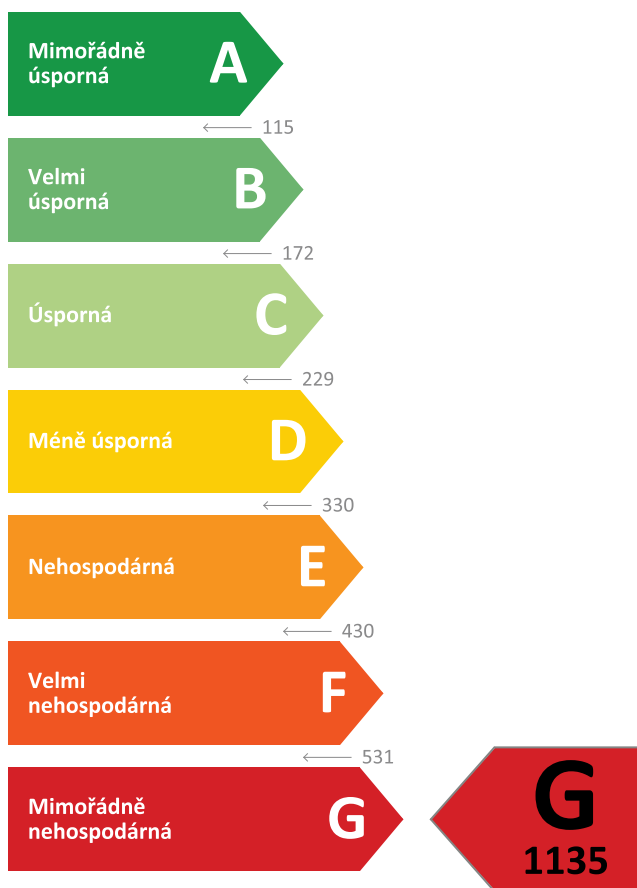 Mimořádně
úsporná
A
115
Velmi
úsporná
B
172
Úsporná
C
229
Méně úsporná
D
330
Nehospodárná
E
430
Velmi
nehospodárná
F
531
Mimořádně
nehospodárná
G
G
1135